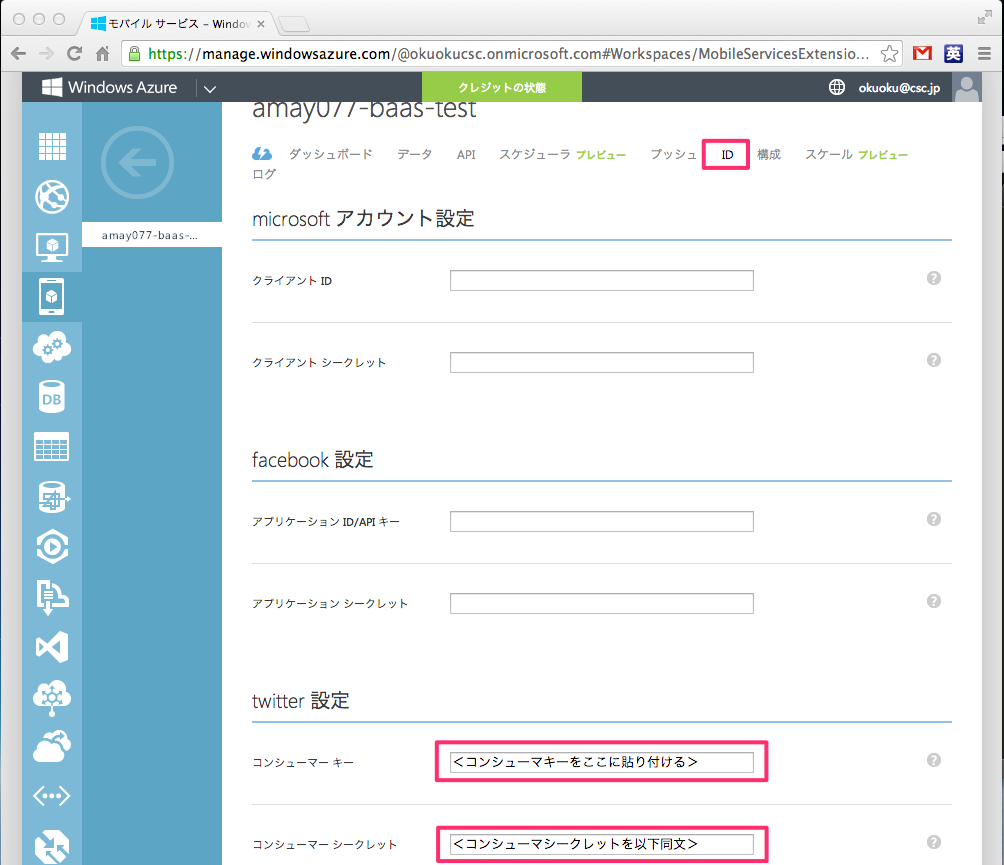 モバイル サービス - Windov
https://manage.windowsazure.com/@okuokucsc.onmicrosoft.com#Workspaces/MobileServicesExtensio...
英
Windows Azure
クレジットの状態
okuoku@csc.jp
amay077-baas-test
ダッシュボード データ API スケジューラ プレビュー プッシュ ID 構成 スケール プレビュー
ログ
amay077-baas-...
DB
microsoft アカウント設定
クライアント ID
クライアント シークレット
facebook 設定
アプリケーション ID/API キー
アプリケーション シークレット
twitter 設定
コンシューマー キー
<コンシューマキーをここに貼り付ける>
コンシューマー シークレット
<コンシューマシークレットを以下同文>